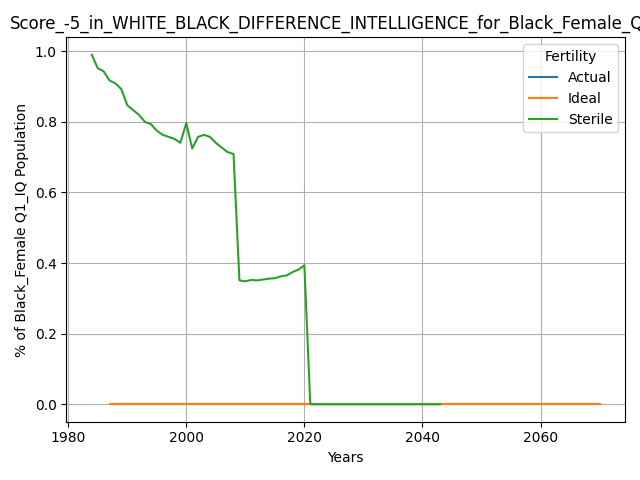 Score_-5_in_WHITE_BLACK_DIFFERENCE_INTELLIGENCE_for_Black_Female_Q
Fertility
Actual
Ideal
Sterile
% of Black_Female Q1_IQ Population
1.0
0.8
0.6
0.4
0.2
0.0
1980 2000 2020 2040 2060
Years